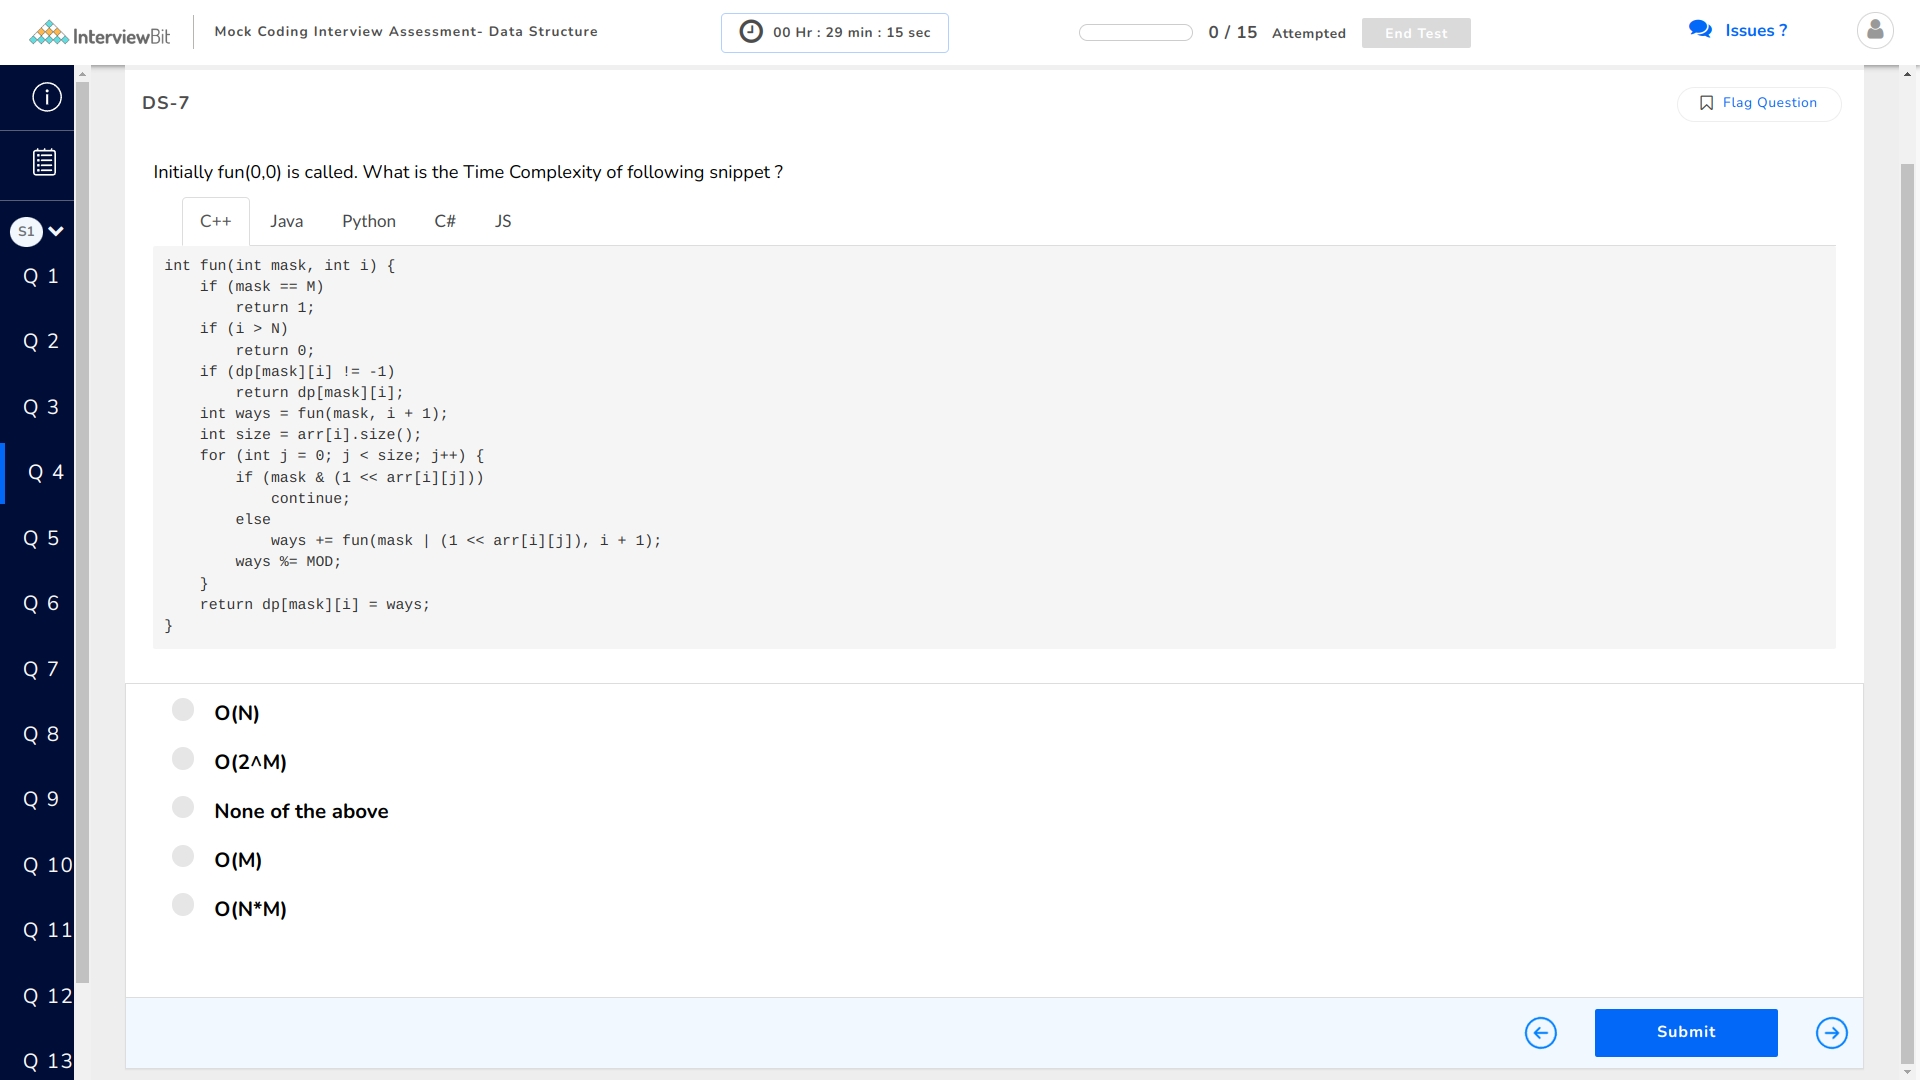 InterviewBit
Mock Coding Interview Assessment- Data Structure
00 Hr : 29 min : 15 sec
0 / 15 Attempted
End Test
Issues ?
DS-7
Flag Question
Initially fun(0,0) is called. What is the Time Complexity of following snippet ?
C++ Java Python C# JS
int fun(int mask, int i) {
    if (mask == M)
        return 1;
    if (i > N)
        return 0;
    if (dp[mask][i] != -1)
        return dp[mask][i];
    int ways = fun(mask, i + 1);
    int size = arr[i].size();
    for (int j = 0; j < size; j++) {
        if (mask & (1 << arr[i][j]))
            continue;
        else
            ways += fun(mask | (1 << arr[i][j]), i + 1);
        ways %= MOD;
    }
    return dp[mask][i] = ways;
}
O(N)
O(2^M)
None of the above
O(M)
O(N*M)
Submit
S1
Q 1
Q 2
Q 3
Q 4
Q 5
Q 6
Q 7
Q 8
Q 9
Q 10
Q 11
Q 12
Q 13